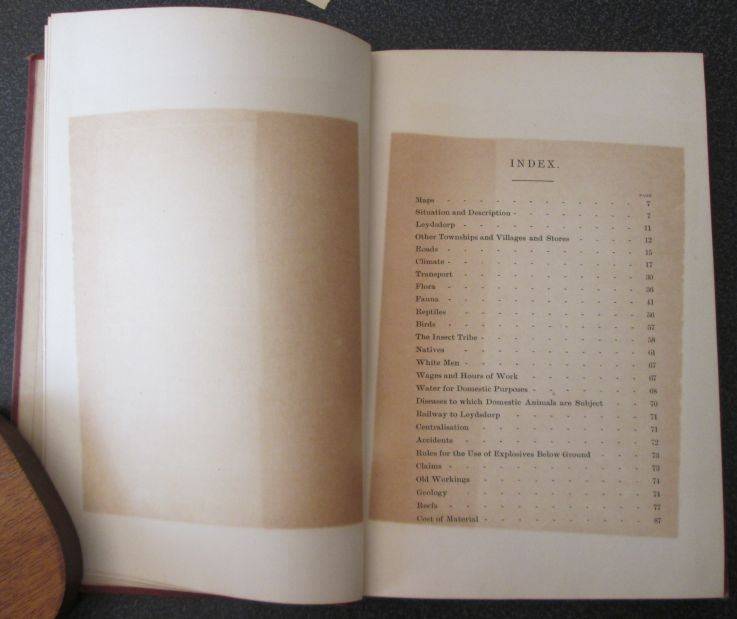 INDEX.
PAGE
Maps - - - - - - - - - - - - 7
Situation and Description - - - - - - - - - 7
Leydsdorp - - - - - - - - - - - 11
Other Townships and Villages and Stores - - - - - 12
Roads - - - - - - - - - - - - 15
Climate - - - - - - - - - - - - 17
Transport - - - - - - - - - - - 30
Flora - - - - - - - - - - - - 36
Fauna - - - - - - - - - - - - 41
Reptiles - - - - - - - - - - - 56
Birds - - - - - - - - - - - - 57
The Insect Tribe - - - - - - - - - - 58
Natives - - - - - - - - - - - 61
White Men - - - - - - - - - - - 67
Wages and Hours of Work - - - - - - - - 67
Water for Domestic Purposes - - - - - - - 68
Diseases to which Domestic Animals are Subject - - 70
Railway to Leydsdorp - - - - - - - - 71
Centralisation - - - - - - - - - - 71
Accidents - - - - - - - - - - - 72
Rules for the Use of Explosives Below Ground - - 73
Claims - - - - - - - - - - - - 73
Old Workings - - - - - - - - - - 74
Geology - - - - - - - - - - - 74
Reefs - - - - - - - - - - - - 77
Cost of Material - - - - - - - - - - 87